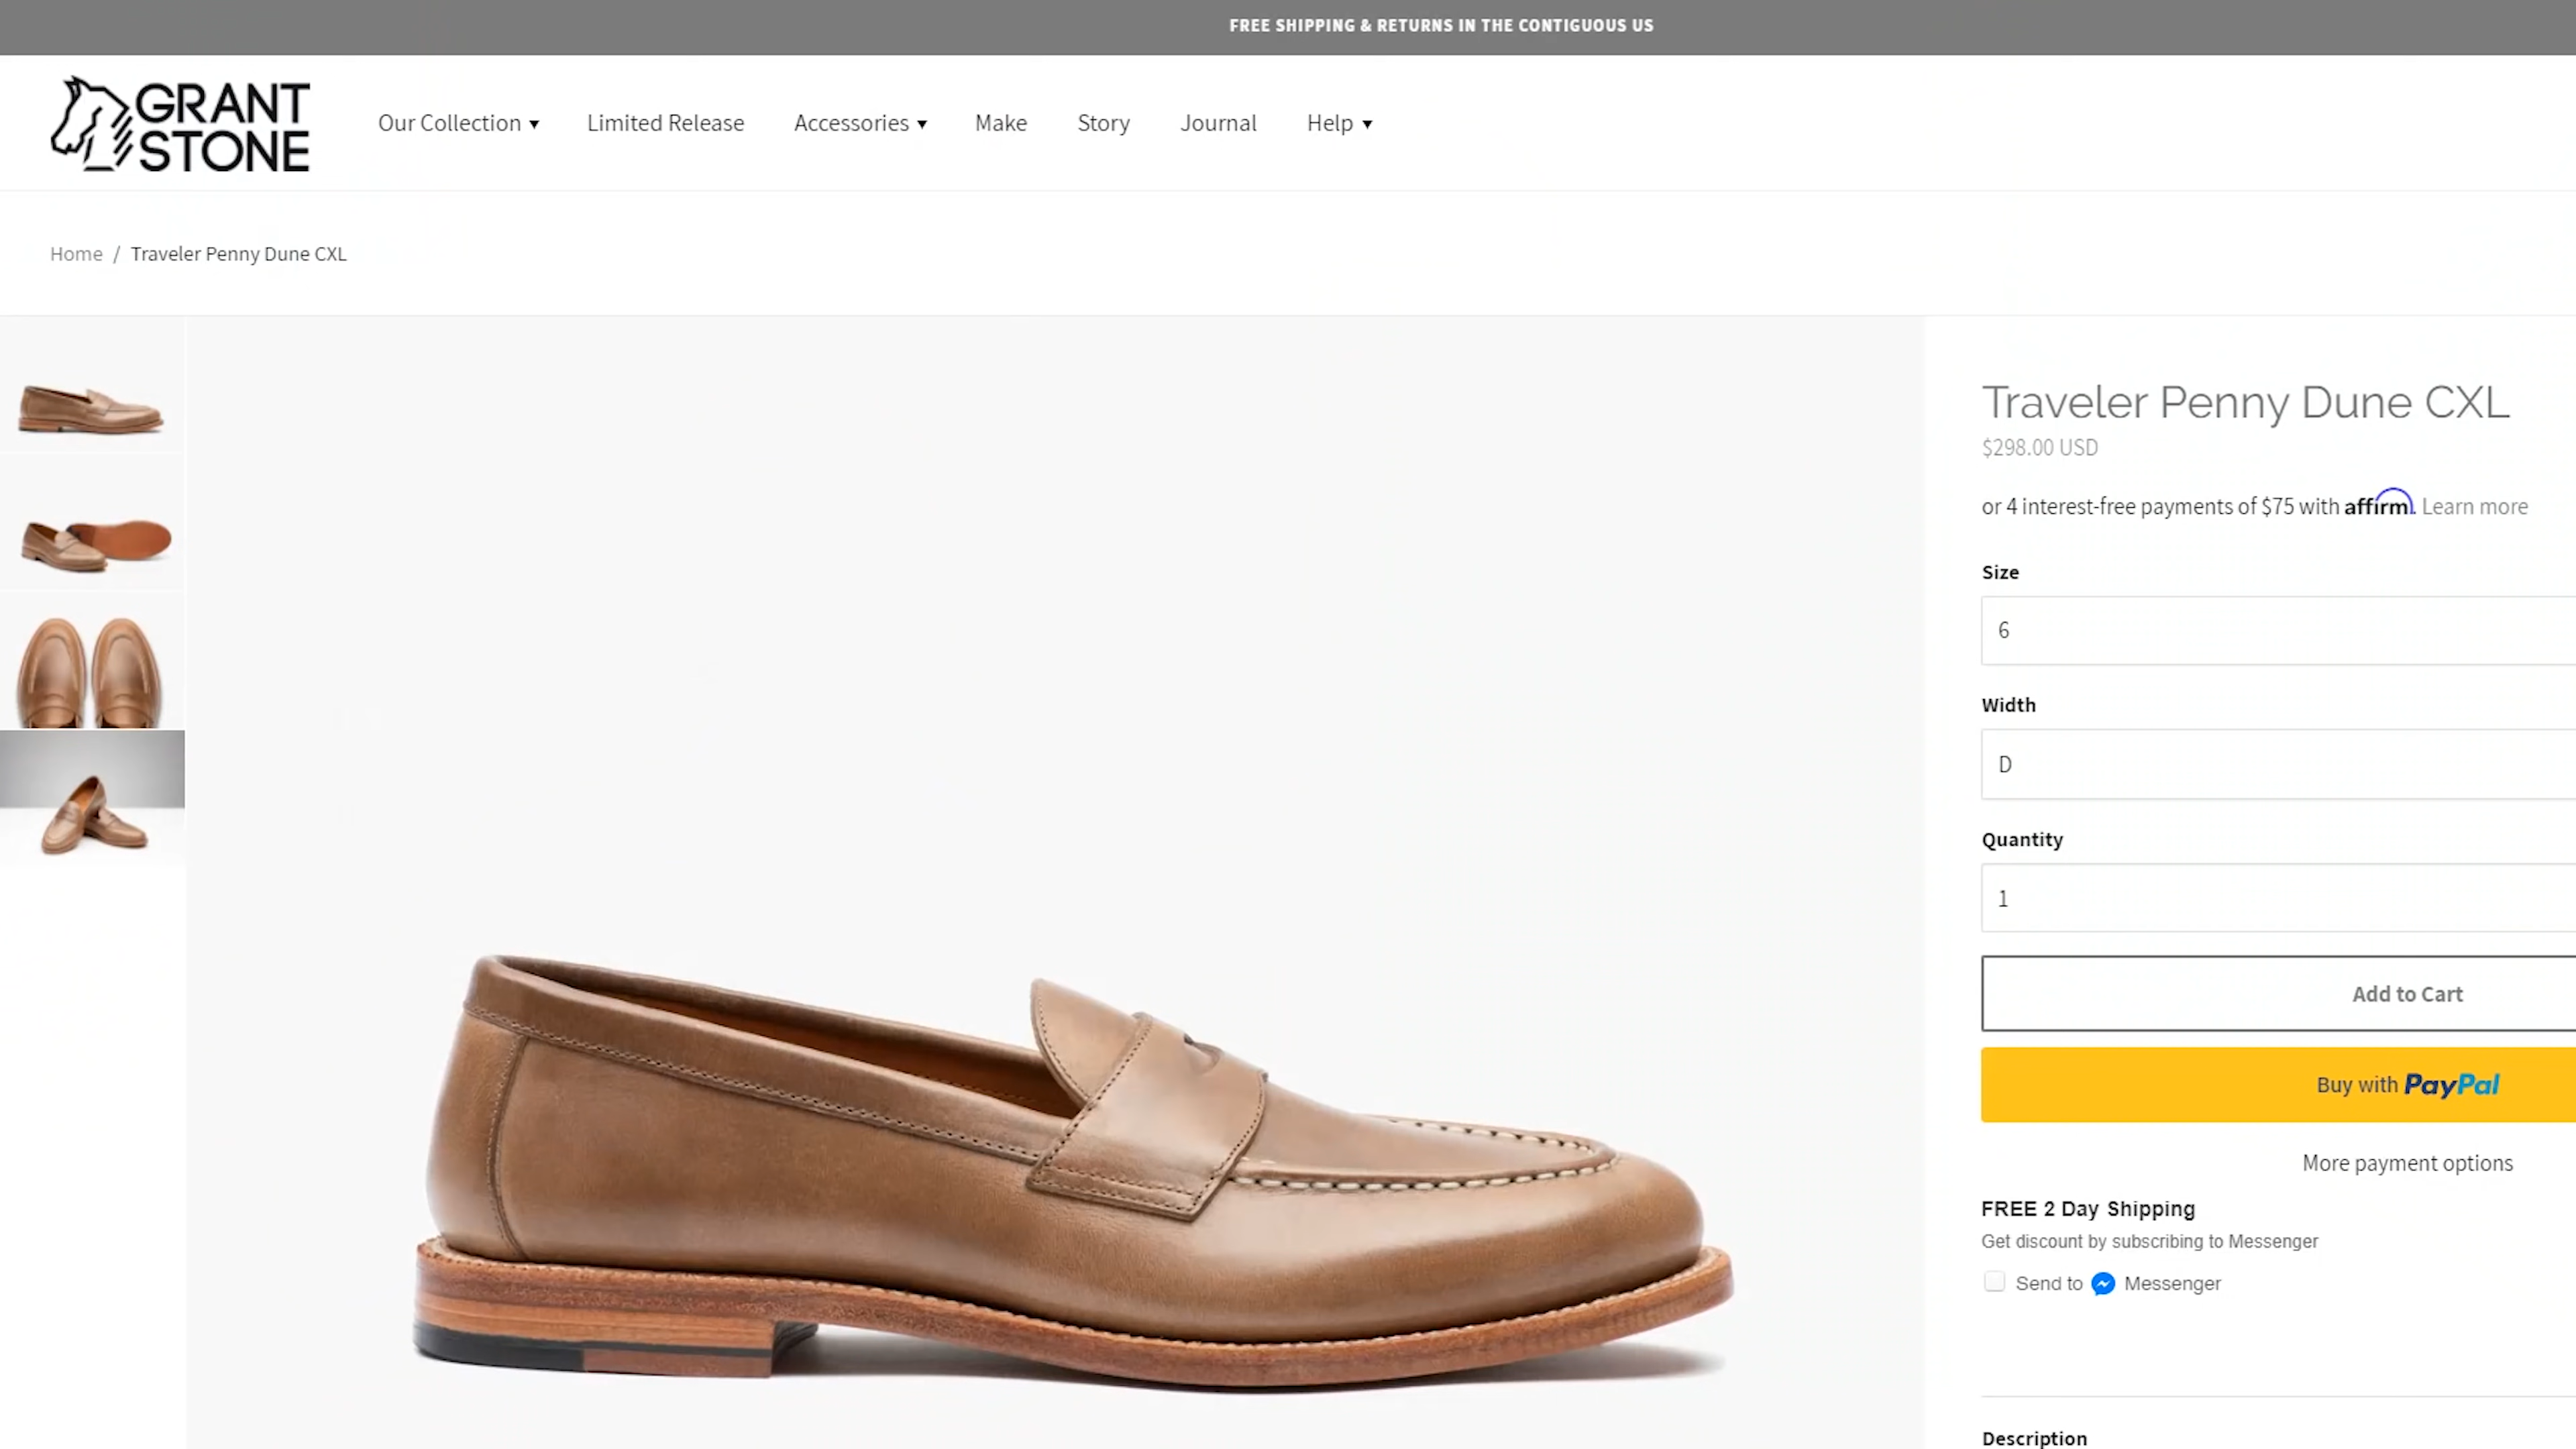 FREE SHIPPING & RETURNS IN THE CONTIGUOUS US
GRANT
STONE
Our Collection ▾ Limited Release Accessories ▾ Make Story Journal Help ▾
Home / Traveler Penny Dune CXL
Traveler Penny Dune CXL
$298.00 USD
or 4 interest-free payments of $75 with affirm. Learn more
Size
6
Width
D
Quantity
1
Add to Cart
Buy with PayPal
More payment options
FREE 2 Day Shipping
Get discount by subscribing to Messenger
Send to Messenger
Description